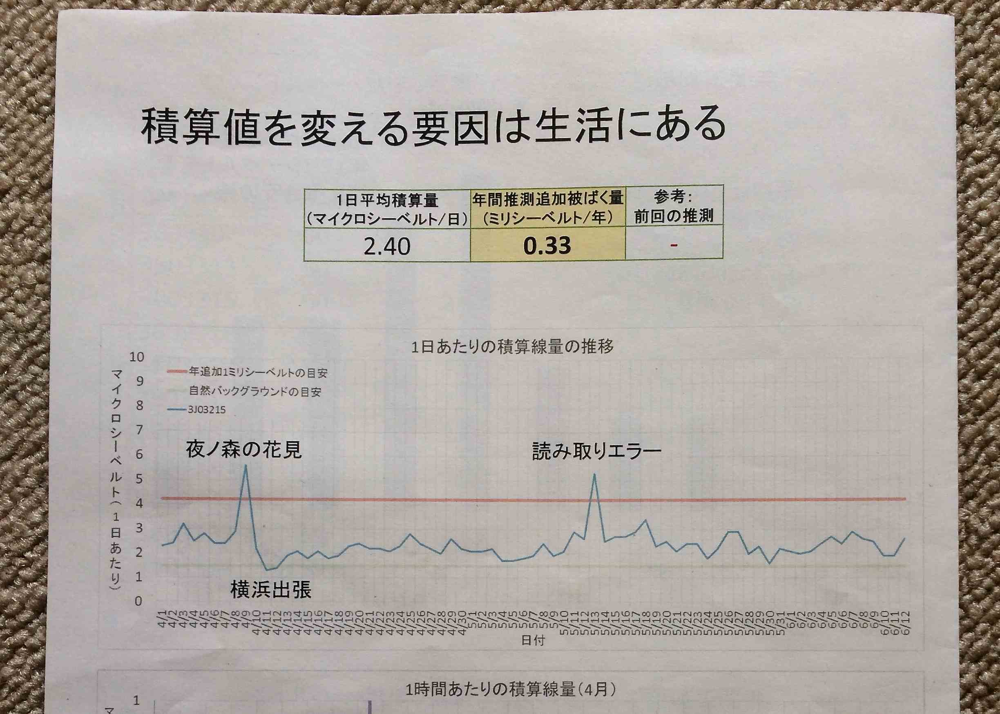 積算値を変える要因は生活にある
1日平均積算量
(マイクロシーベルト/日)
年間推測追加被ばく量
(ミリシーベルト/年)
参考:
前回の推測
2.40
0.33
-
1日あたりの積算線量の推移
マイクロシーベルト(1日あたり)
10
9
8
7
6
5
4
3
2
1
0
年追加1ミリシーベルトの目安
自然バックグラウンドの目安
3J03215
夜ノ森の花見
読み取りエラー
横浜出張
4/1 4/2 4/3 4/4 4/5 4/6 4/7 4/8 4/9 4/10 4/11 4/12 4/13 4/14 4/15 4/16 4/17 4/18 4/19 4/20 4/21 4/22 4/23 4/24 4/25 4/26 4/27 4/28 4/29 4/30 5/1 5/2 5/3 5/4 5/5 5/6 5/7 5/8 5/9 5/10 5/11 5/12 5/13 5/14 5/15 5/16 5/17 5/18 5/19 5/20 5/21 5/22 5/23 5/24 5/25 5/26 5/27 5/28 5/29 5/30 5/31 6/1 6/2 6/3 6/4 6/5 6/6 6/7 6/8 6/9 6/10 6/11 6/12
日付
1時間あたりの積算線量(4月)
1
マ